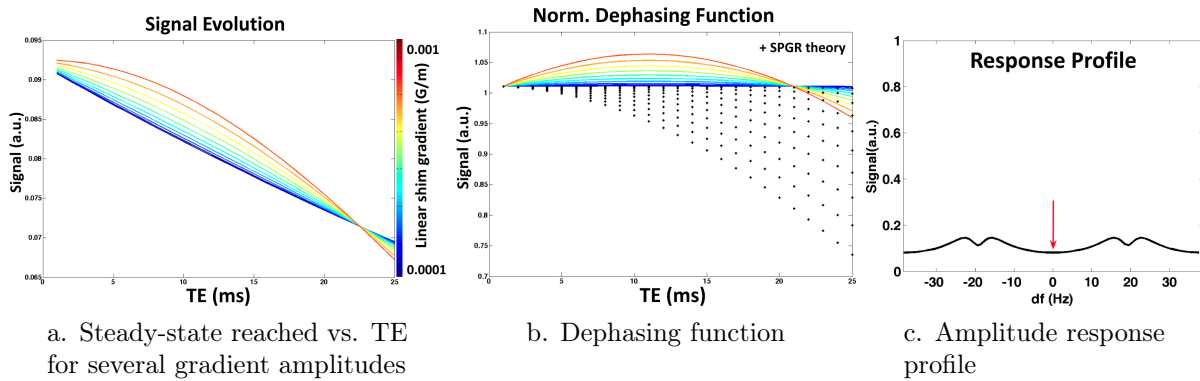 Signal Evolution
0.095
0.09
0.085
0.08
0.075
0.07
0.065
Signal (a.u.)
0 5 10 15 20 25
TE (ms)
0.001
Linear shim gradient (G/m)
0.0001
Norm. Dephasing Function
+ SPGR theory
1.1
1.05
1
0.95
0.9
0.85
0.8
0.75
0.7
Signal (a.u.)
0 5 10 15 20 25
TE (ms)
Response Profile
1
0.8
0.6
0.4
0.2
0
Signal(a.u.)
-30 -20 -10 0 10 20 30
df (Hz)
a. Steady-state reached vs. TE
for several gradient amplitudes
b. Dephasing function
c. Amplitude response
profile